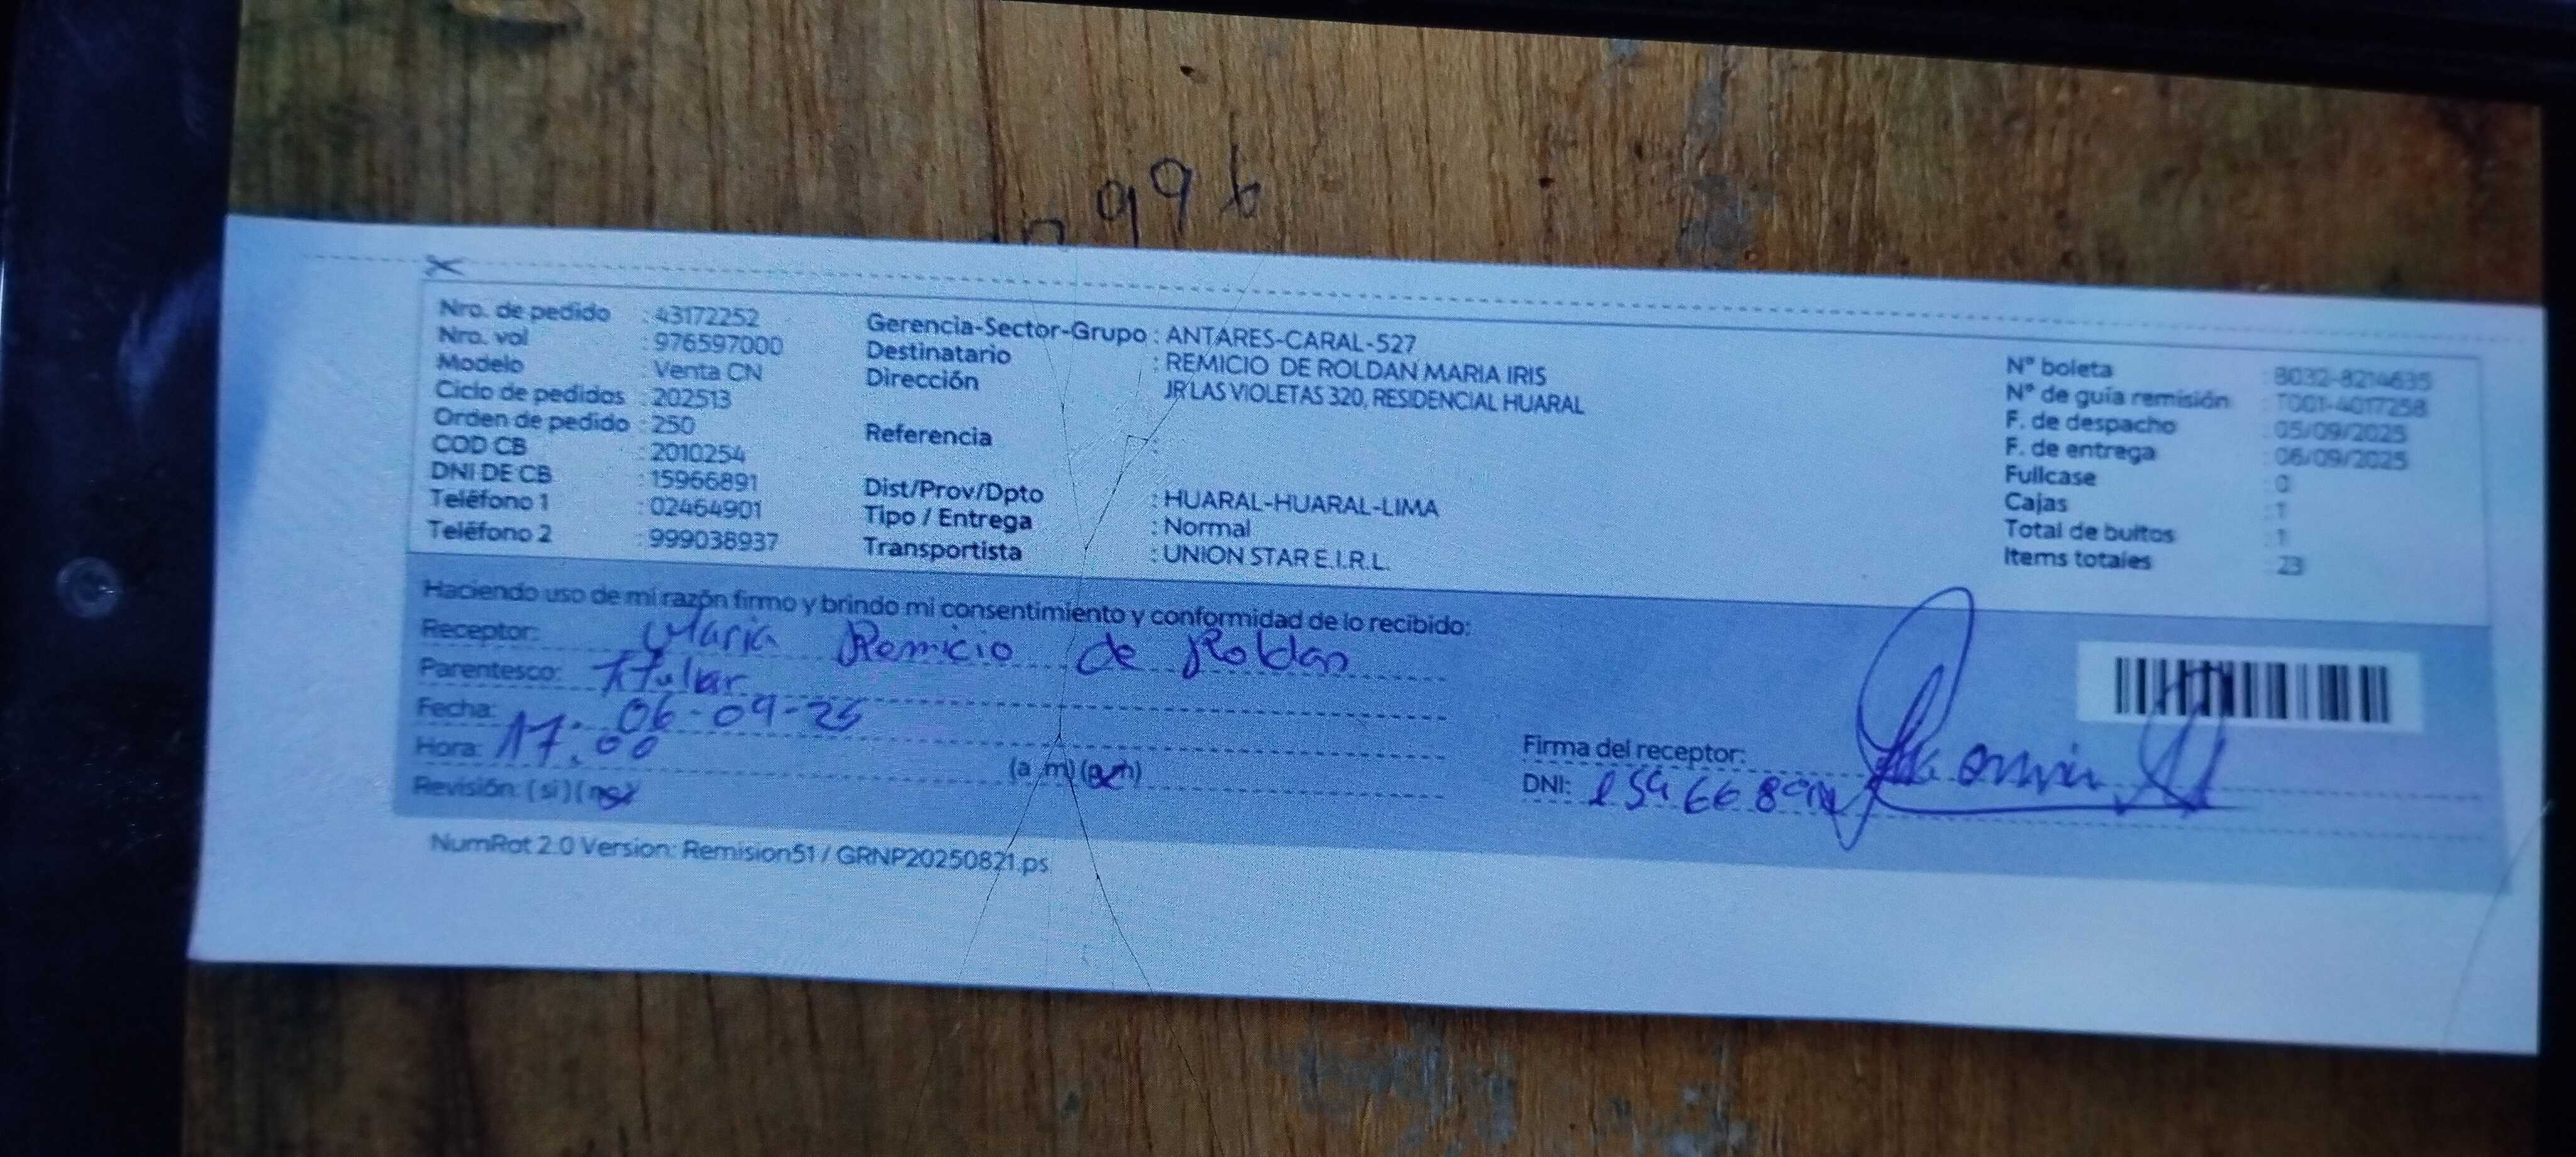 996
Nro. de pedido : 43172252
Nro. vol : 976597000
Modelo : Venta CN
Ciclo de pedidos : 202513
Orden de pedido : 250
COD CB : 2010254
DNI DE CB : 15966891
Teléfono 1 : 02464901
Teléfono 2 : 999038937
Gerencia-Sector-Grupo : ANTARES-CARAL-527
Destinatario : REMICIO DE ROLDAN MARIA IRIS
Dirección JR LAS VIOLETAS 320, RESIDENCIAL HUARAL
Referencia :
Dist/Prov/Dpto : HUARAL-HUARAL-LIMA
Tipo / Entrega : Normal
Transportista : UNION STAR E.I.R.L.
Nº boleta : B032-8214635
Nº de guía remisión : T001-4017258
F. de despacho : 05/09/2025
F. de entrega : 06/09/2025
Fullcase : 0
Cajas : 1
Total de bultos : 1
Items totales : 23
Haciendo uso de mi razón firmo y brindo mi consentimiento y conformidad de lo recibido:
Receptor: Maria Remicio de Roldan
Parentesco: Titular
Fecha: 06-09-25
Hora: 17:00 (a.m) (p.m)
Revisión: (si) (no)
Firma del receptor:
DNI: 15966891
NumRot 2.0 Version: Remision51 / GRNP20250821.ps